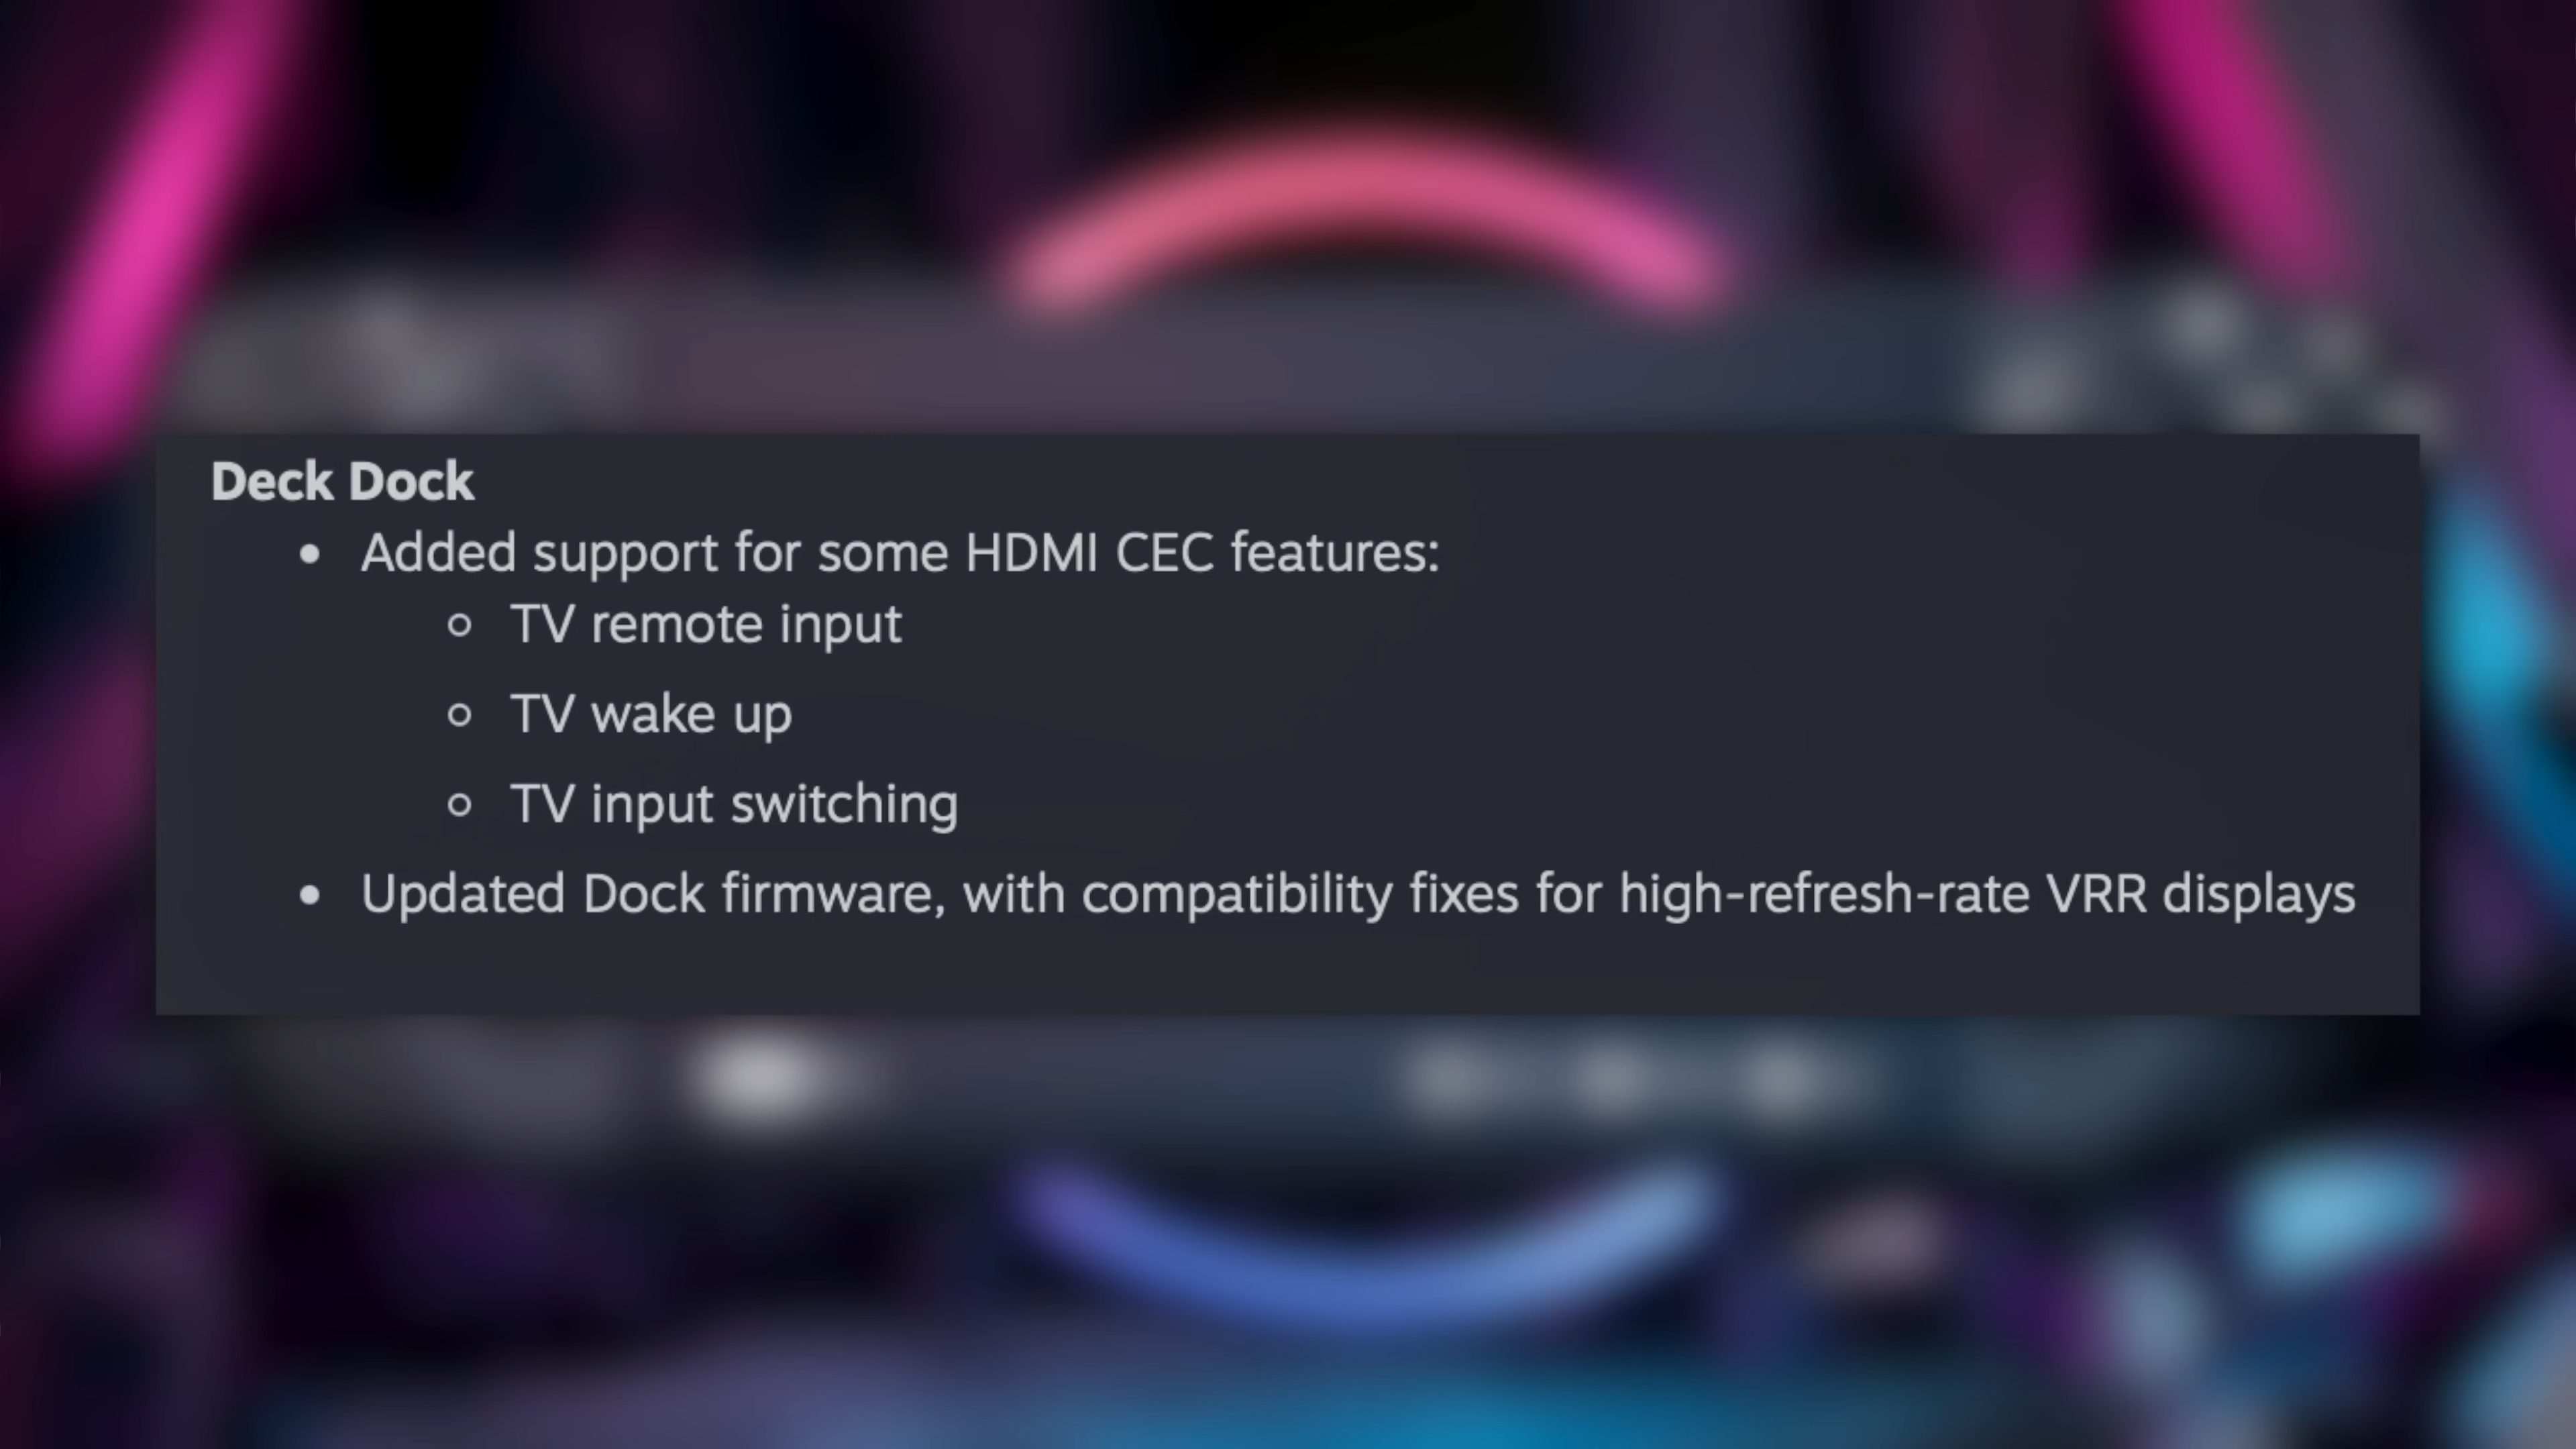 Deck Dock
• Added support for some HDMI CEC features:
○ TV remote input
○ TV wake up
○ TV input switching
• Updated Dock firmware, with compatibility fixes for high-refresh-rate VRR displays